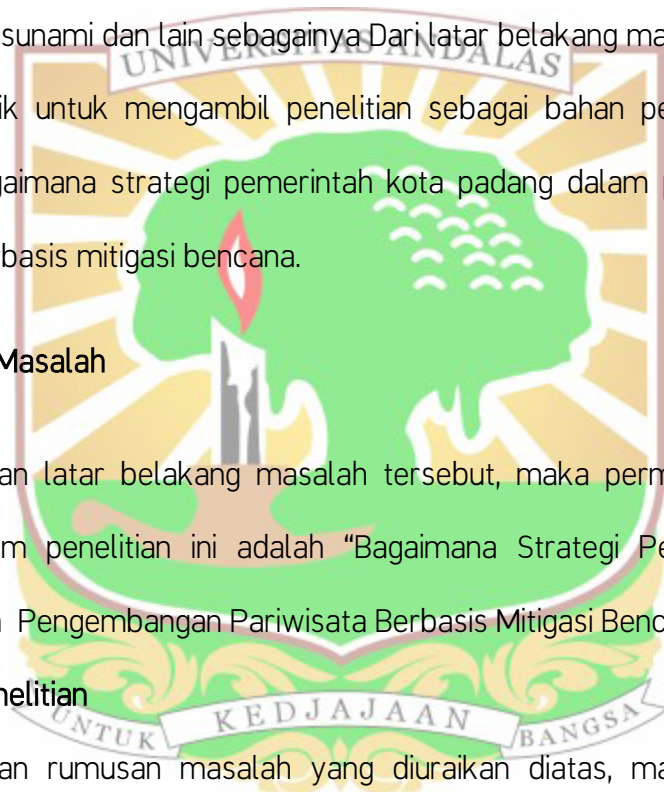 sunami dan lain sebagainya Dari latar belakang ma
UNIVERSITAS ANDALAS
ik untuk mengambil penelitian sebagai bahan pe
gaimana strategi pemerintah kota padang dalam
basis mitigasi bencana.
Masalah
an latar belakang masalah tersebut, maka perm
m penelitian ini adalah “Bagaimana Strategi Pe
Pengembangan Pariwisata Berbasis Mitigasi Benc
nelitian
UNTUK KEDJAJAAN BANGSA
an rumusan masalah yang diuraikan diatas, ma